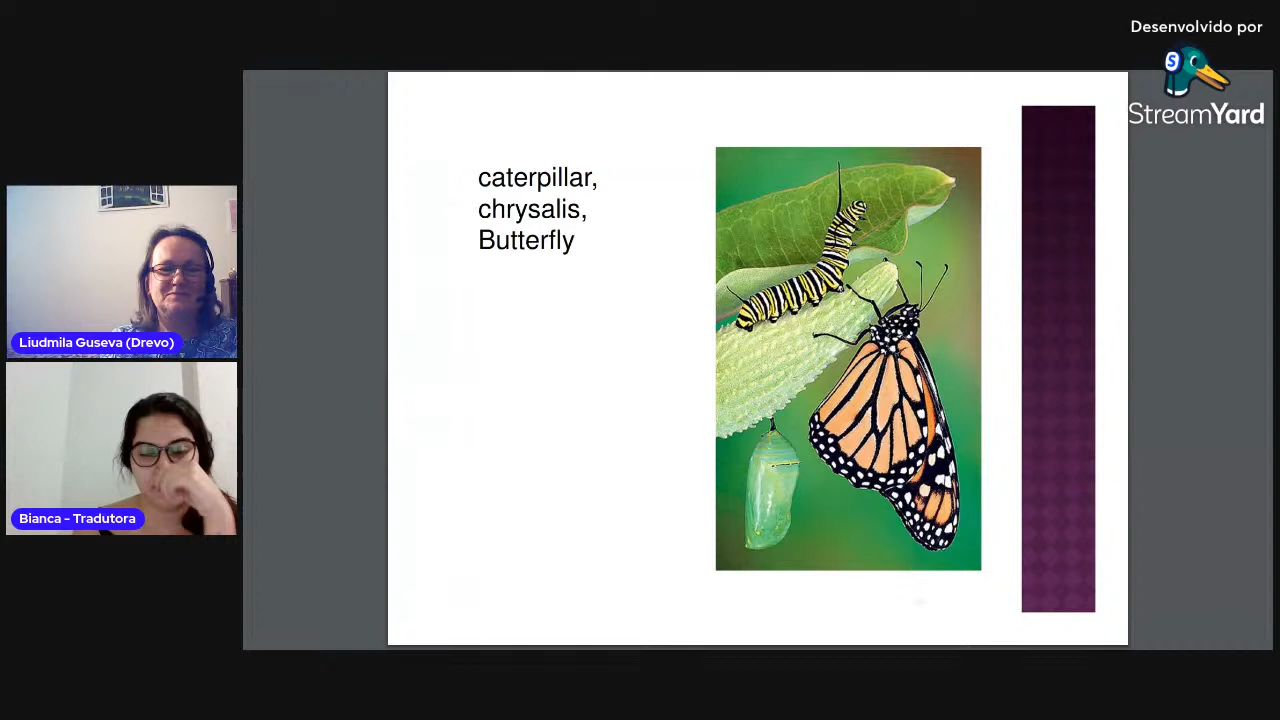 Desenvolvido por
StreamYard
caterpillar,
chrysalis,
Butterfly
Liudmila Guseva (Drevo)
Bianca - Tradutora